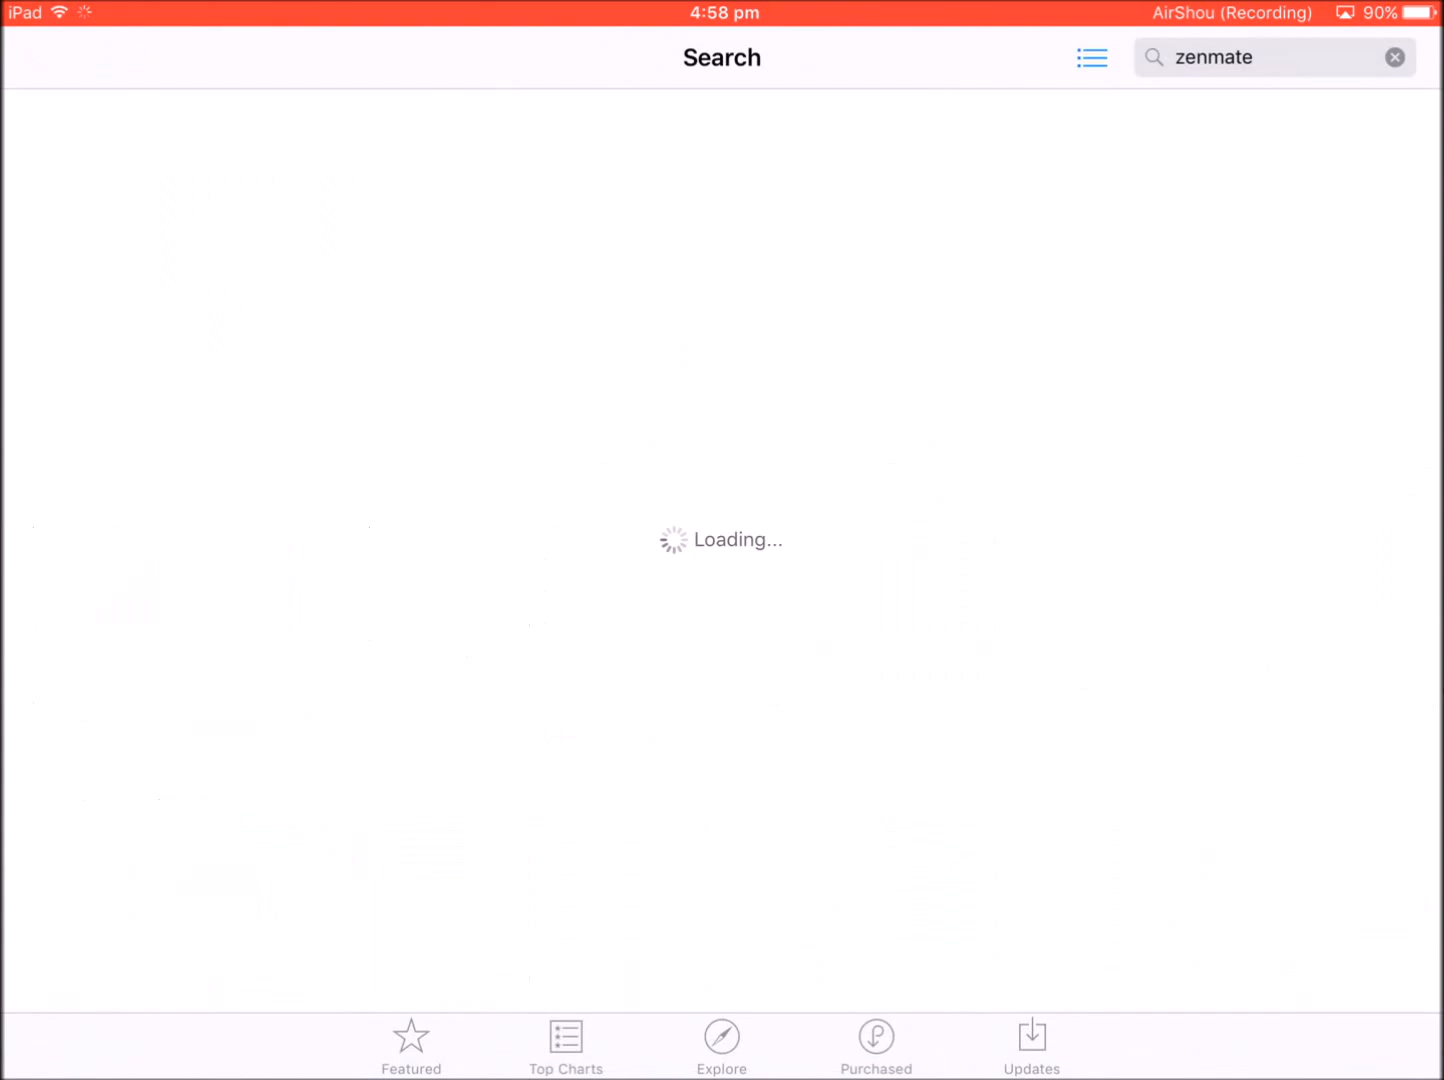 iPad 4:58 pm AirShou (Recording) 90%
Search zenmate
Loading...
Featured Top Charts Explore Purchased Updates